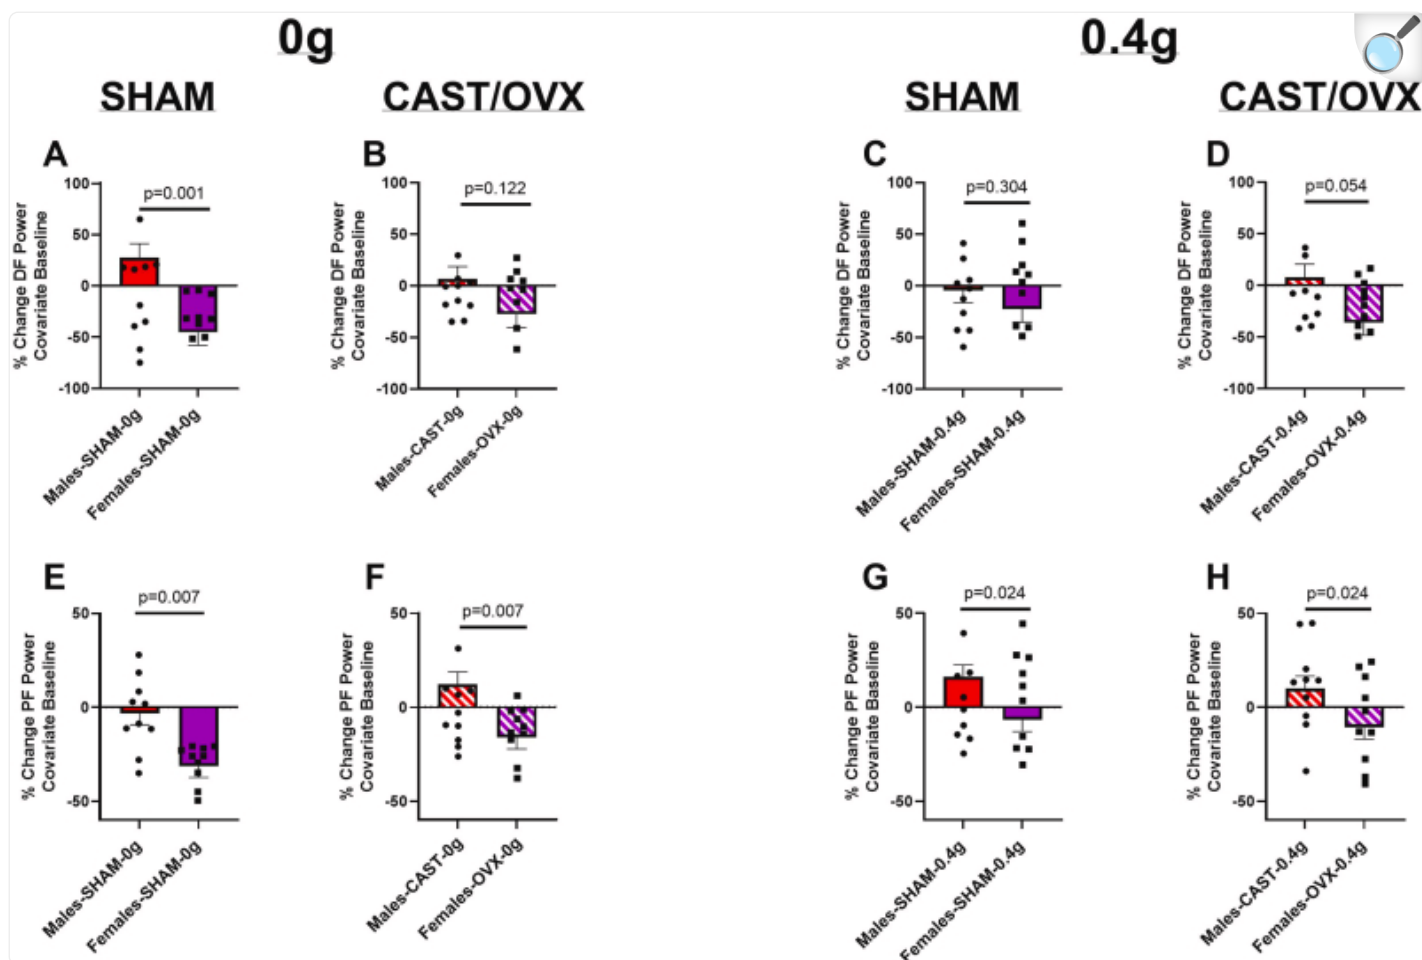 0g
0.4g
SHAM
CAST/OVX
SHAM
CAST/OVX
A
p=0.001
% Change DF Power
Covariate Baseline
100
50
0
-50
-100
Males-SHAM-0g
Females-SHAM-0g
B
p=0.122
% Change DF Power
Covariate Baseline
100
50
0
-50
-100
Males-CAST-0g
Females-OVX-0g
C
p=0.304
% Change DF Power
Covariate Baseline
100
50
0
-50
-100
Males-SHAM-0.4g
Females-SHAM-0.4g
D
p=0.054
% Change DF Power
Covariate Baseline
100
50
0
-50
-100
Males-CAST-0.4g
Females-OVX-0.4g
E
p=0.007
% Change PF Power
Covariate Baseline
50
0
-50
Males-SHAM-0g
Females-SHAM-0g
F
p=0.007
% Change PF Power
Covariate Baseline
50
0
-50
Males-CAST-0g
Females-OVX-0g
G
p=0.024
% Change PF Power
Covariate Baseline
50
0
-50
Males-SHAM-0.4g
Females-SHAM-0.4g
H
p=0.024
% Change PF Power
Covariate Baseline
50
0
-50
Males-CAST-0.4g
Females-OVX-0.4g